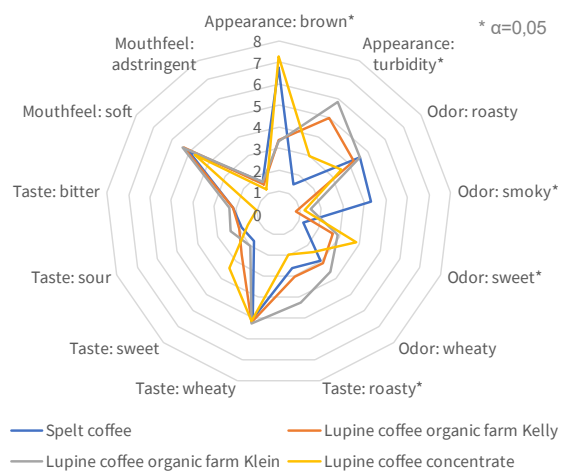 Appearance: brown*
* α=0,05
Appearance:
turbidity*
Odor: roasty
Odor: smoky*
Odor: sweet*
Odor: wheaty
Taste: roasty*
Taste: wheaty
Taste: sweet
Taste: sour
Taste: bitter
Mouthfeel: soft
Mouthfeel:
adstringent
8
7
6
5
4
3
2
1
0
Spelt coffee
Lupine coffee organic farm Kelly
Lupine coffee organic farm Klein
Lupine coffee concentrate